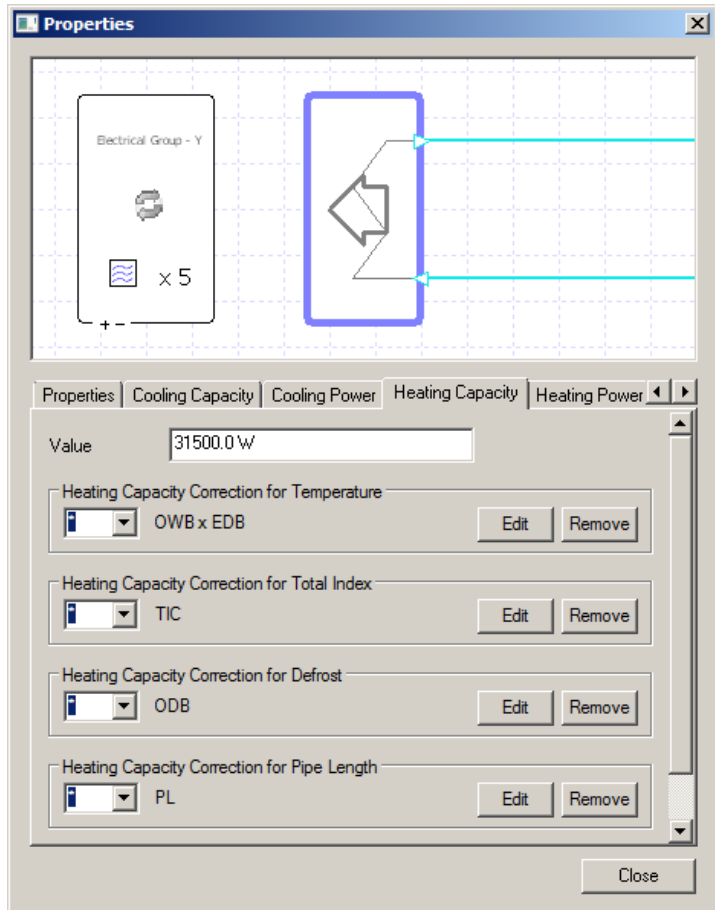 Properties
Electrical Group - Y
x 5
+ -
Properties Cooling Capacity Cooling Power Heating Capacity Heating Power
Value 31500.0 W
Heating Capacity Correction for Temperature
* OWB x EDB Edit Remove
Heating Capacity Correction for Total Index
* TIC Edit Remove
Heating Capacity Correction for Defrost
* ODB Edit Remove
Heating Capacity Correction for Pipe Length
* PL Edit Remove
Close